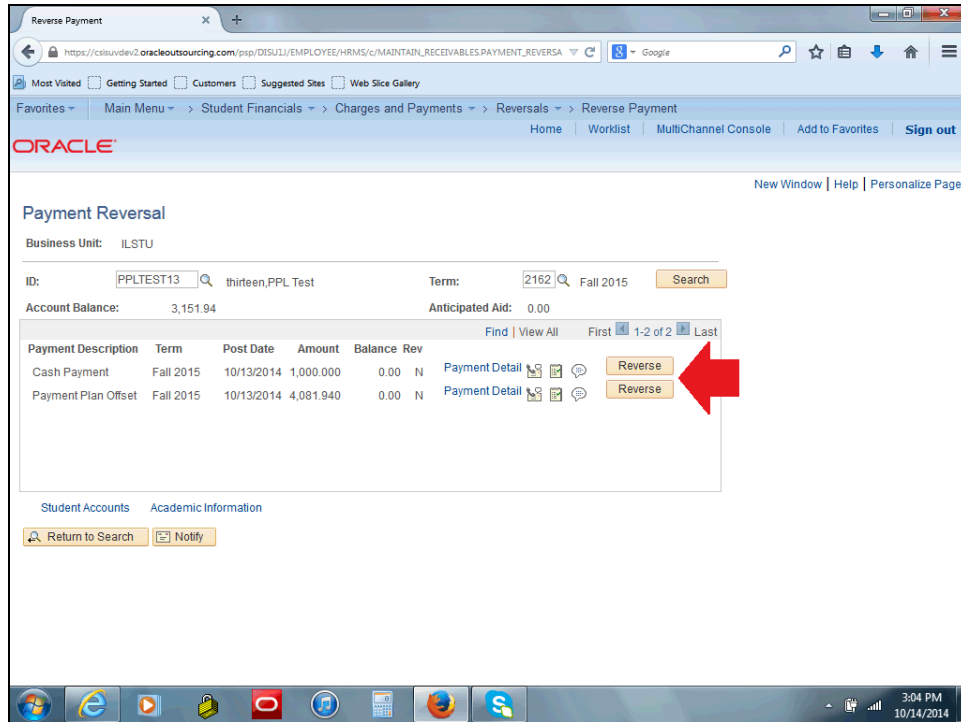 Reverse Payment × +
https://csisuvdev2.oracleoutsourcing.com/psp/DISU1J/EMPLOYEE/HRMS/c/MAINTAIN_RECEIVABLES.PAYMENT_REVERSA 8 Google
Most Visited Getting Started Customers Suggested Sites Web Slice Gallery
Favorites Main Menu > Student Financials > Charges and Payments > Reversals > Reverse Payment
Home Worklist MultiChannel Console Add to Favorites Sign out
ORACLE
New Window | Help | Personalize Page
Payment Reversal
Business Unit: ILSTU
ID: PPLTEST13 thirteen,PPL Test Term: 2162 Fall 2015 Search
Account Balance: 3,151.94 Anticipated Aid: 0.00
Find | View All First 1-2 of 2 Last
Payment Description Term Post Date Amount Balance Rev
Cash Payment Fall 2015 10/13/2014 1,000.000 0.00 N Payment Detail Reverse
Payment Plan Offset Fall 2015 10/13/2014 4,081.940 0.00 N Payment Detail Reverse
Student Accounts Academic Information
Return to Search Notify
3:04 PM
10/14/2014